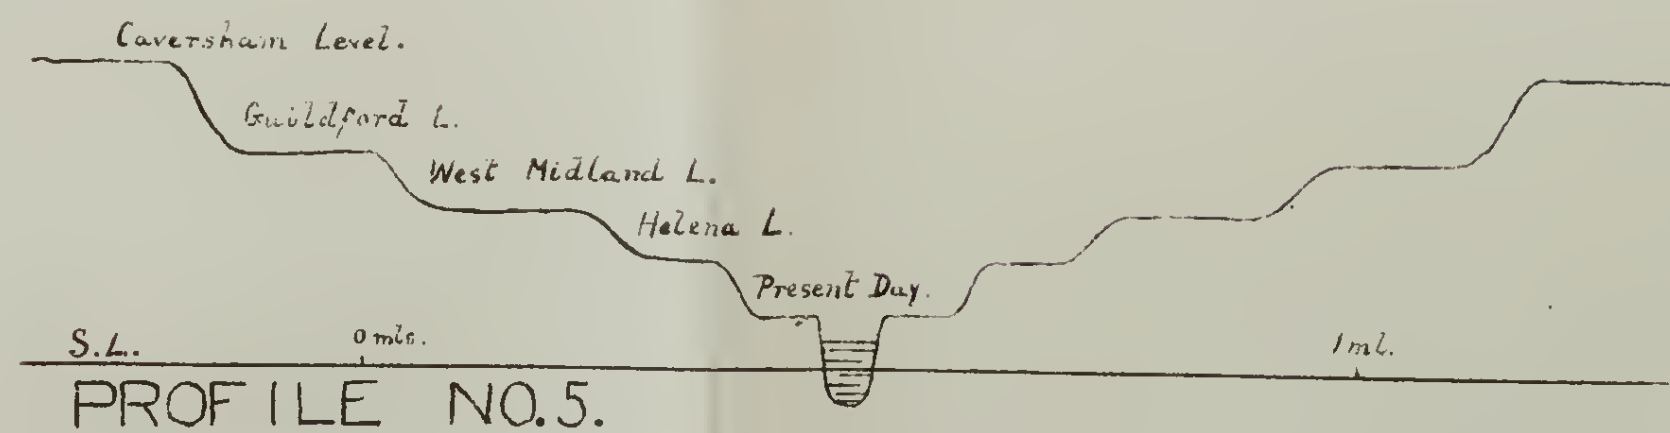 Caversham Level.
Guildford L.
West Midland L.
Helena L.
Present Day.
S.L.
0 mls.
1 ml.
PROFILE NO. 5.